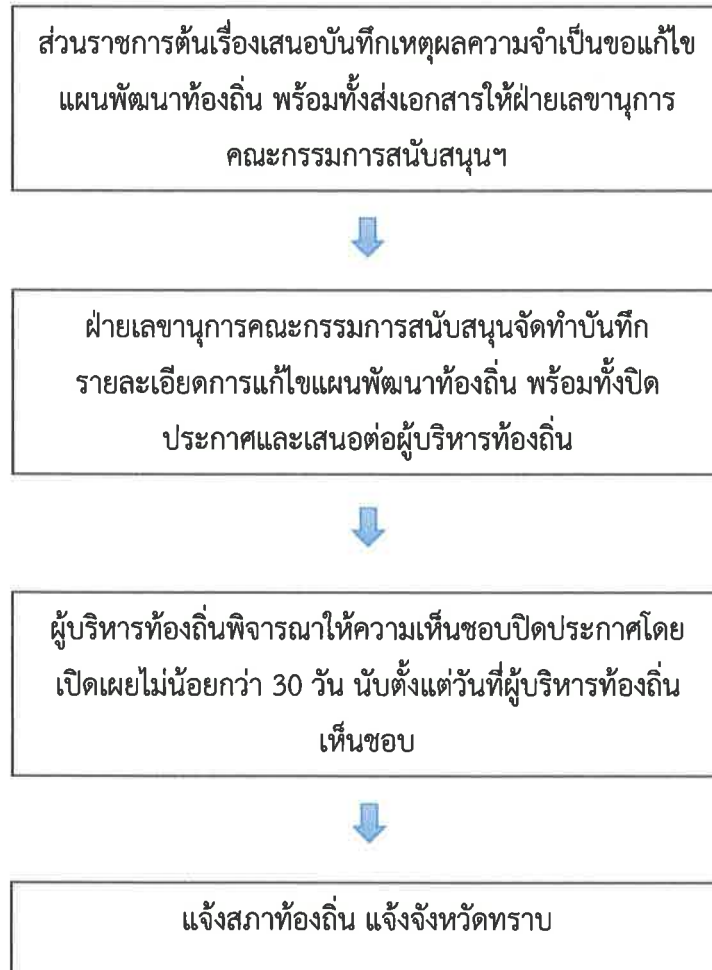 ส่วนราชการต้นเรื่องเสนอบันทึกเหตุผลความจำเป็นขอแก้ไข
แผนพัฒนาท้องถิ่น พร้อมทั้งส่งเอกสารให้ฝ่ายเลขานุการ
คณะกรรมการสนับสนุนฯ
ฝ่ายเลขานุการคณะกรรมการสนับสนุนจัดทำบันทึก
รายละเอียดการแก้ไขแผนพัฒนาท้องถิ่น พร้อมทั้งปิด
ประกาศและเสนอต่อผู้บริหารท้องถิ่น
ผู้บริหารท้องถิ่นพิจารณาให้ความเห็นชอบปิดประกาศโดย
เปิดเผยไม่น้อยกว่า 30 วัน นับตั้งแต่วันที่ผู้บริหารท้องถิ่น
เห็นชอบ
แจ้งสภาท้องถิ่น แจ้งจังหวัดทราบ